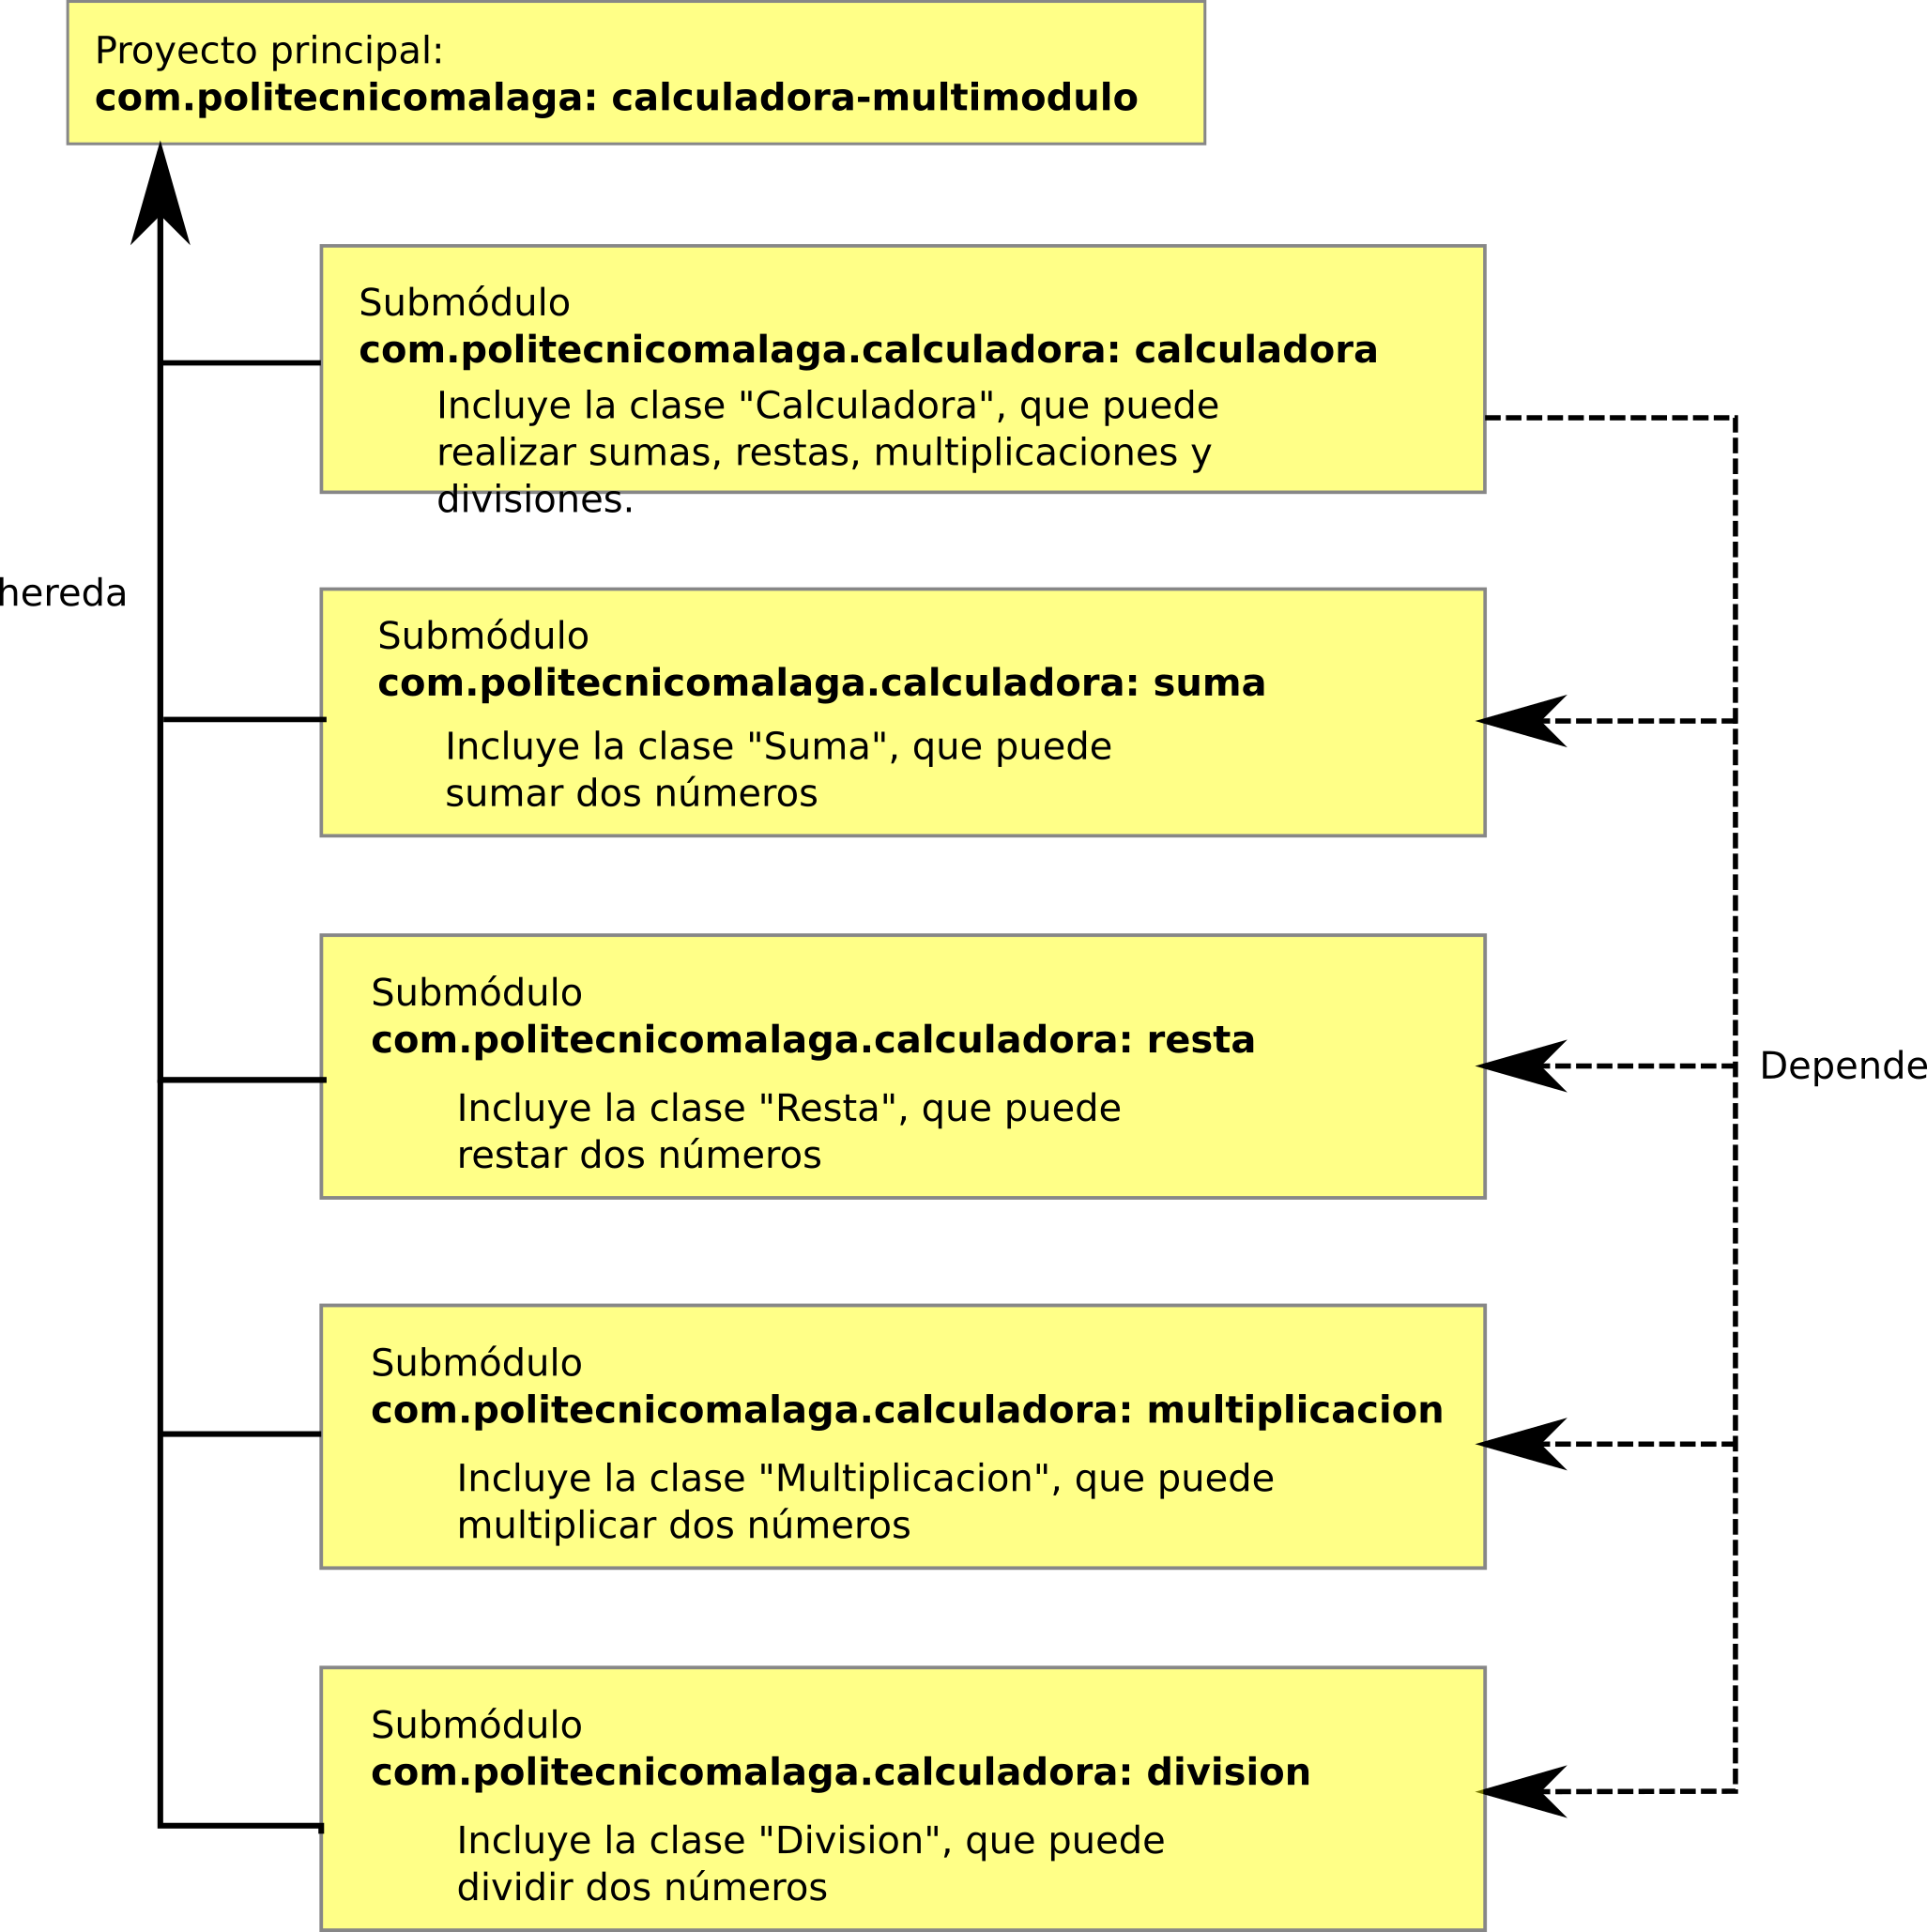 Proyecto principal:
com.politecnicomalaga: calculadora-multimodulo
Submódulo
com.politecnicomalaga.calculadora: calculadora
Incluye la clase "Calculadora", que puede
realizar sumas, restas, multiplicaciones y
divisiones.
hereda
Submódulo
com.politecnicomalaga.calculadora: suma
Incluye la clase "Suma", que puede
sumar dos números
Submódulo
com.politecnicomalaga.calculadora: resta
Incluye la clase "Resta", que puede
restar dos números
Depende
Submódulo
com.politecnicomalaga.calculadora: multiplicacion
Incluye la clase "Multiplicacion", que puede
multiplicar dos números
Submódulo
com.politecnicomalaga.calculadora: division
Incluye la clase "Division", que puede
dividir dos números